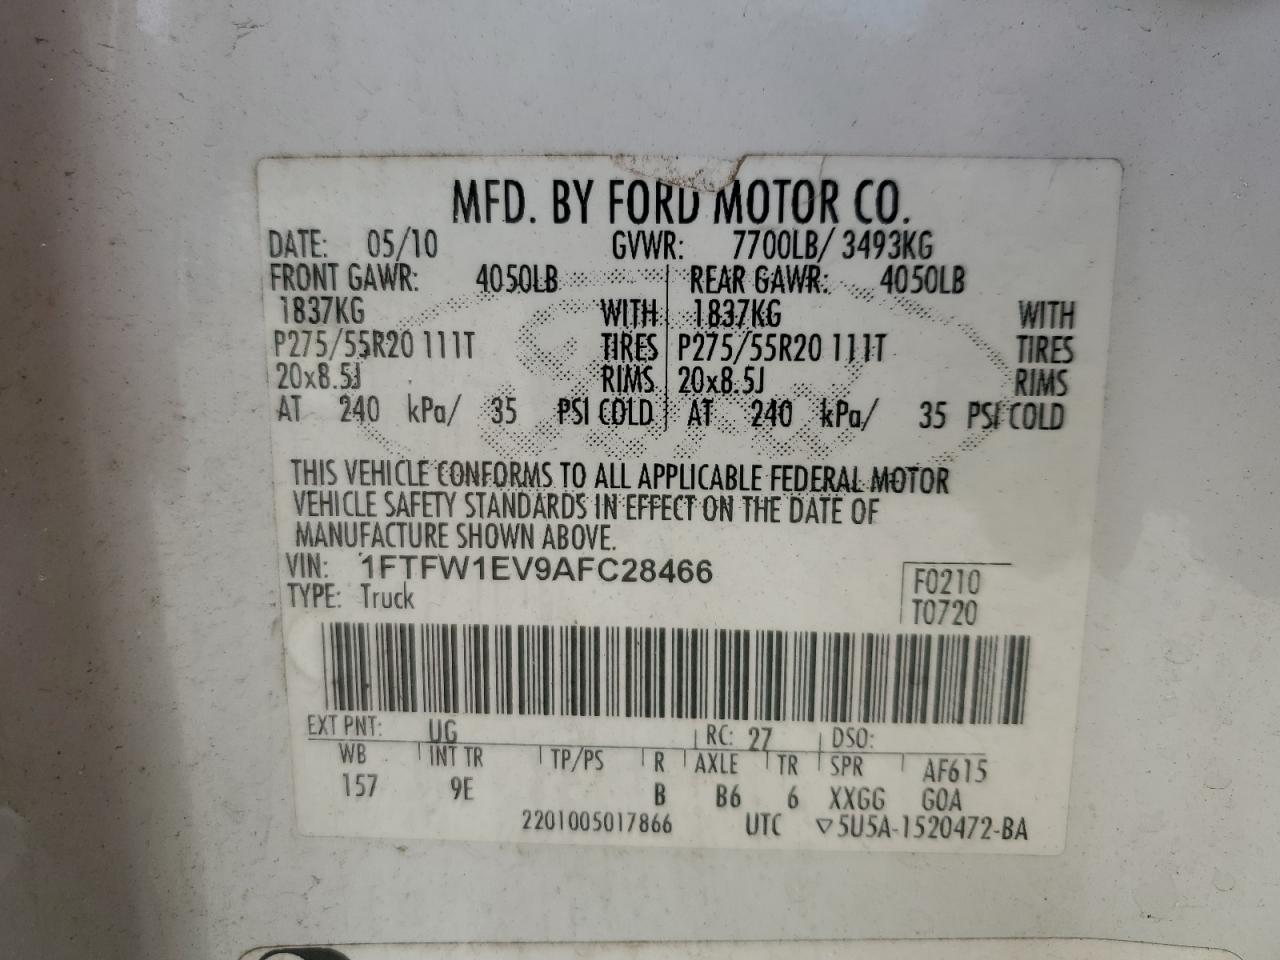 MFD. BY FORD MOTOR CO.
DATE: 05/10 GVWR: 7700LB/ 3493KG
FRONT GAWR: 4050LB REAR GAWR: 4050LB
1837KG WITH 1837KG WITH
P275/55R20 111T TIRES P275/55R20 111T TIRES
20x8.5J RIMS 20x8.5J RIMS
AT 240 kPa/ 35 PSI COLD AT 240 kPa/ 35 PSI COLD
THIS VEHICLE CONFORMS TO ALL APPLICABLE FEDERAL MOTOR
VEHICLE SAFETY STANDARDS IN EFFECT ON THE DATE OF
MANUFACTURE SHOWN ABOVE.
VIN: 1FTFW1EV9AFC28466
TYPE: Truck
F0210
T0720
EXT PNT: UG RC: 27 DSO:
WB INT TR TP/PS R AXLE TR SPR AF615
157 9E B B6 6 XXGG GOA
2201005017866 UTC ▽5U5A-1520472-BA